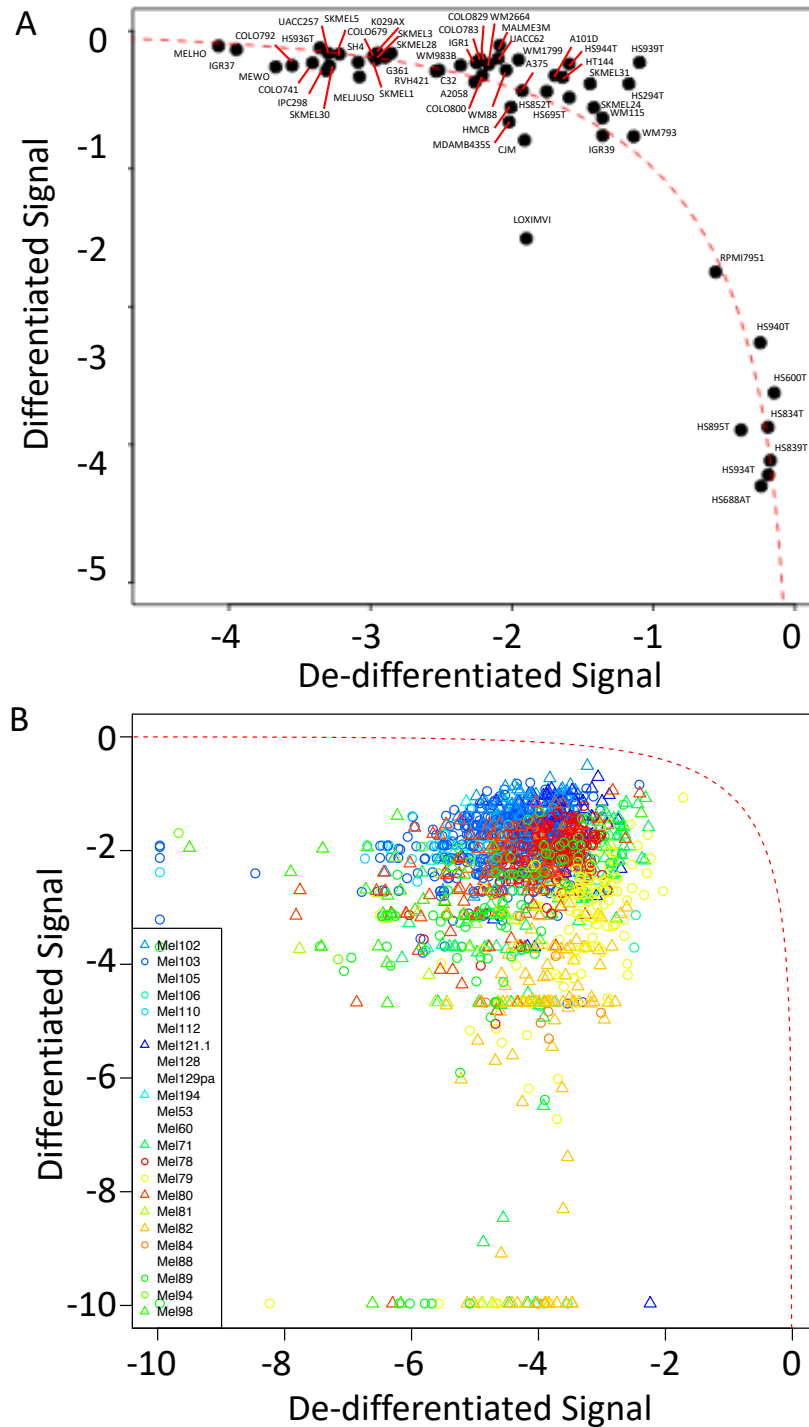 A
0
-1
-2
-3
-4
-5
Differentiated Signal
MELHO
IGR37
COLO792
MEWO
UACC257
HS936T
COLO741
IPC298
SKMEL30
SKMEL5
COLO679
SH4
MELJUSO
K029AX
SKMEL3
SKMEL28
G361
RVH421
SKMEL1
WM983B
C32
A2058
COLO829
COLO783
IGR1
WM2664
MALME3M
UACC62
WM1799
COLO800
WM88
HMCB
MDAMB435S
CJM
A375
HS852T
HS695T
A101D
HS944T
HT144
SKMEL31
SKMEL24
WM115
IGR39
HS939T
HS294T
WM793
LOXIMVI
RPMI7951
HS940T
HS600T
HS834T
HS895T
HS839T
HS934T
HS688AT
-4 -3 -2 -1 0
De-differentiated Signal
B
0
-2
-4
-6
-8
-10
Differentiated Signal
Mel102
Mel103
Mel105
Mel106
Mel110
Mel112
Mel121.1
Mel128
Mel129pa
Mel194
Mel53
Mel60
Mel71
Mel78
Mel79
Mel80
Mel81
Mel82
Mel84
Mel88
Mel89
Mel94
Mel98
-10 -8 -6 -4 -2 0
De-differentiated Signal